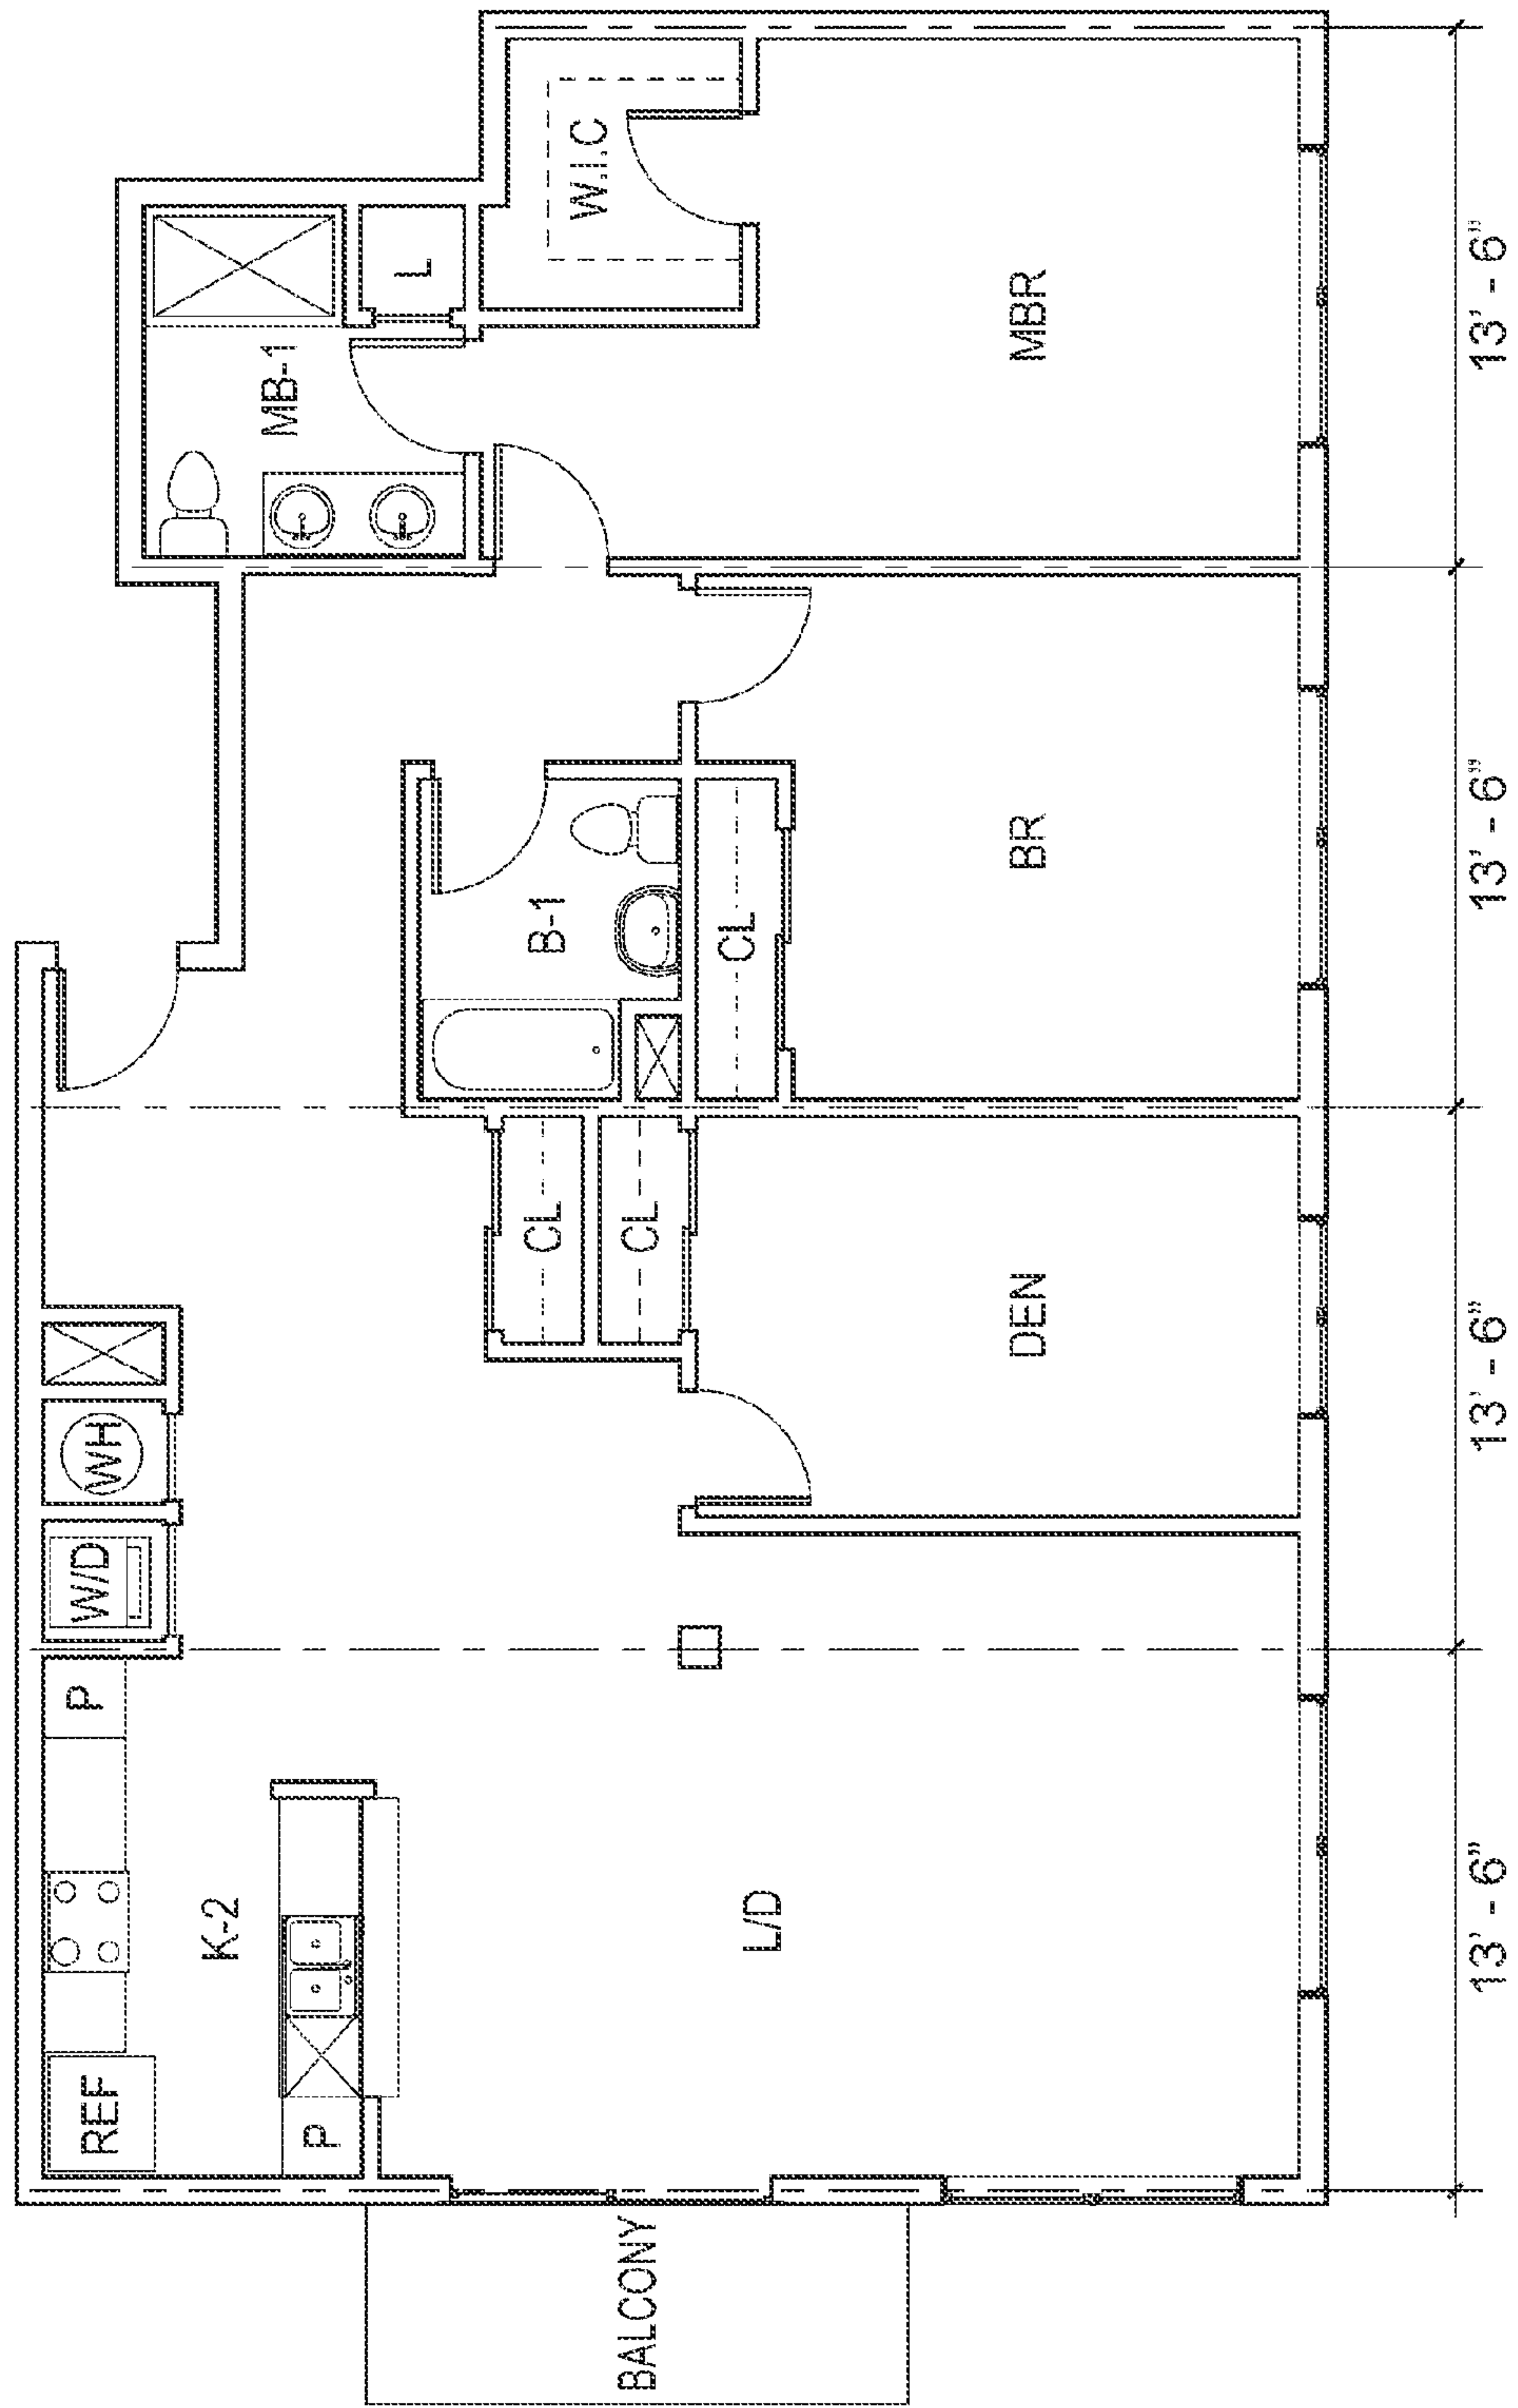 REF
P
W/D
WH
K-2
P
MB-1
L
W.I.C
CL
B-1
CL
CL
BALCONY
L/D
DEN
BR
MBR
13' - 6"
13' - 6"
13' - 6"
13' - 6"